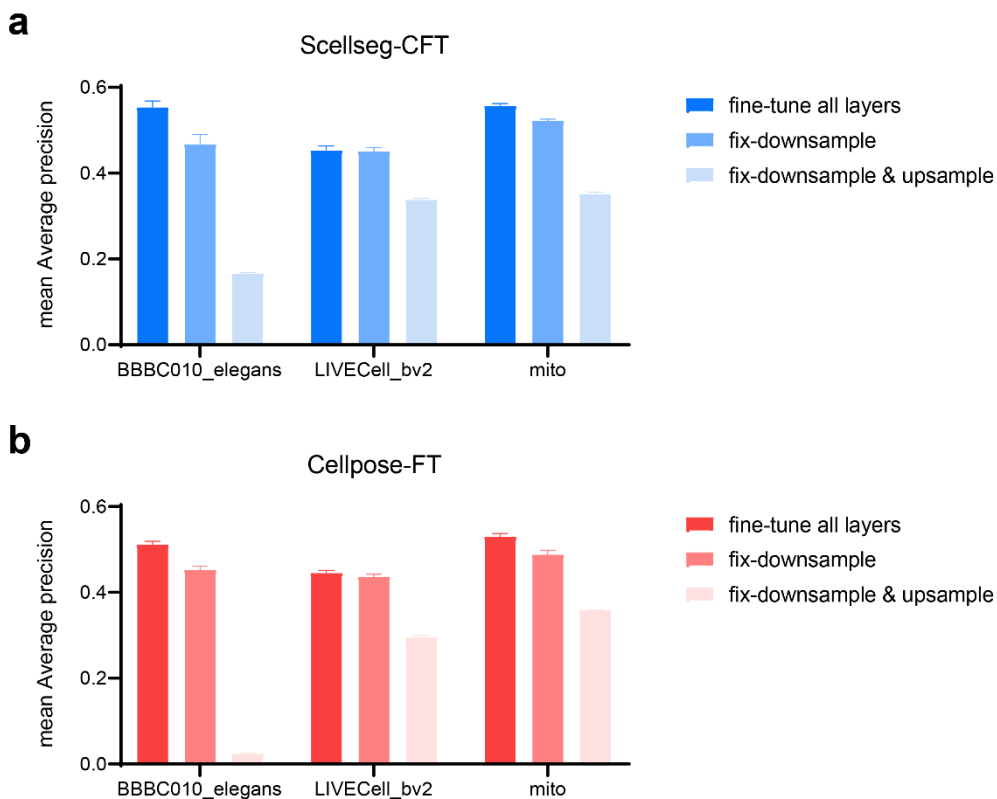 a
Scellseg-CFT
mean Average precision
0.6
0.4
0.2
0.0
BBBC010_elegans
LIVECell_bv2
mito
fine-tune all layers
fix-downsample
fix-downsample & upsample
b
Cellpose-FT
mean Average precision
0.6
0.4
0.2
0.0
BBBC010_elegans
LIVECell_bv2
mito
fine-tune all layers
fix-downsample
fix-downsample & upsample